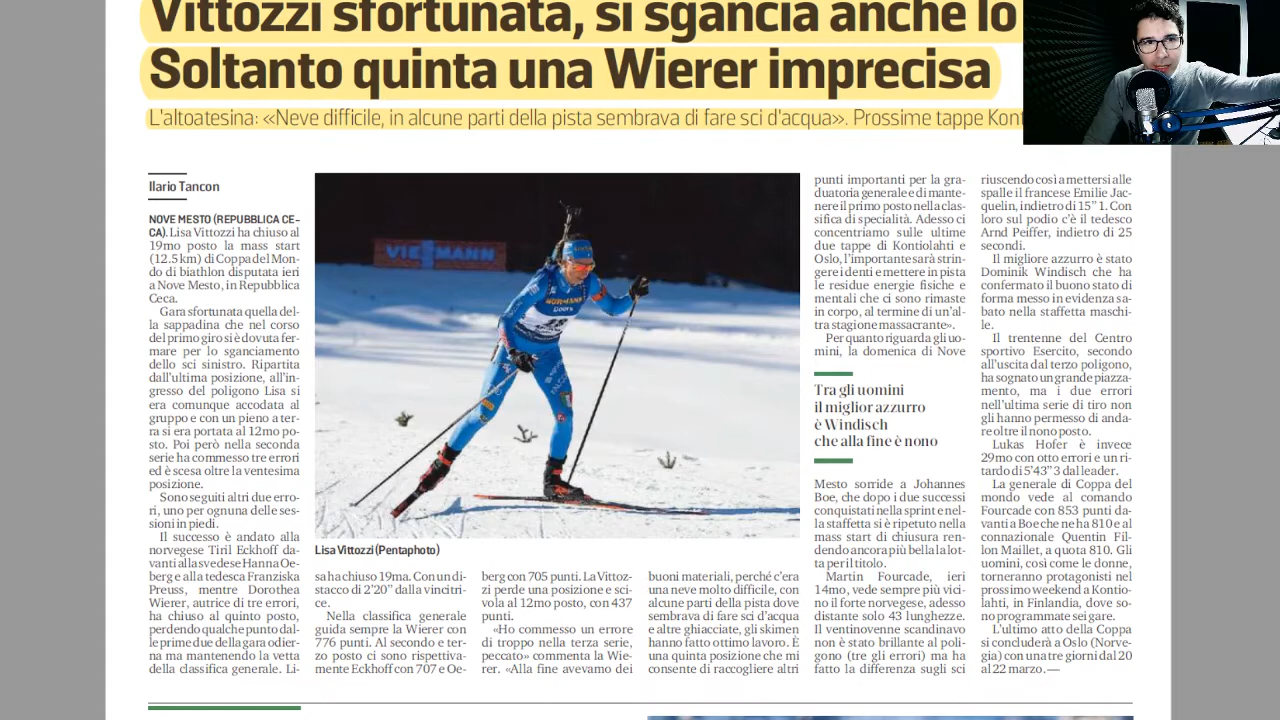 Vittozzi sfortunata, si sgancia anche lo
Soltanto quinta una Wierer imprecisa
L'altoatesina: «Neve difficile, in alcune parti della pista sembrava di fare sci d'acqua». Prossime tappe Kont
Ilario Tancon
NOVE MESTO (REPUBBLICA CE-
CA). Lisa Vittozzi ha chiuso al
19mo posto la mass start
(12.5 km) di Coppa del Mon-
do di biathlon disputata ieri
a Nove Mesto, in Repubblica
Ceca.
Gara sfortunata quella del-
la sappadina che nel corso
del primo giro si è dovuta fer-
mare per lo sganciamento
dello sci sinistro. Ripartita
dall'ultima posizione, all'in-
gresso del poligono Lisa si
era comunque accodata al
gruppo e con un pieno a ter-
ra si era portata al 12mo po-
sto. Poi però nella seconda
serie ha commesso tre errori
ed è scesa oltre la ventesima
posizione.
Sono seguiti altri due erro-
ri, uno per ognuna delle ses-
sioni in piedi.
Il successo è andato alla
norvegese Tiril Eckhoff da-
vanti alla svedese Hanna Oe-
berg e alla tedesca Franziska
Preuss, mentre Dorothea
Wierer, autrice di tre errori,
ha chiuso al quinto posto,
perdendo qualche punto dal-
le prime due della gara odier-
na ma mantenendo la vetta
della classifica generale. Li-
VIESMANN
Lisa Vittozzi (Pentaphoto)
sa ha chiuso 19ma. Con un di-
stacco di 2'20” dalla vincitri-
ce.
Nella classifica generale
guida sempre la Wierer con
776 punti. Al secondo e ter-
zo posto ci sono rispettiva-
mente Eckhoff con 707 e Oe-
berg con 705 punti. La Vittoz-
zi perde una posizione e sci-
vola al 12mo posto, con 437
punti.
«Ho commesso un errore
di troppo nella terza serie,
peccato» commenta la Wie-
rer. «Alla fine avevamo dei
buoni materiali, perché c'era
una neve molto difficile, con
alcune parti della pista dove
sembrava di fare sci d'acqua
e altre ghiacciate, gli skimen
hanno fatto ottimo lavoro. È
una quinta posizione che mi
consente di raccogliere altri
punti importanti per la gra-
duatoria generale e di mante-
nere il primo posto nella clas-
sifica di specialità. Adesso ci
concentriamo sulle ultime
due tappe di Kontiolahti e
Oslo, l'importante sarà strin-
gere i denti e mettere in pista
le residue energie fisiche e
mentali che ci sono rimaste
in corpo, al termine di un'al-
tra stagione massacrante».
Per quanto riguarda gli uo-
mini, la domenica di Nove
Tra gli uomini
il miglior azzurro
è Windisch
che alla fine è nono
Mesto sorride a Johannes
Boe, che dopo i due successi
conquistati nella sprint e nel-
la staffetta si è ripetuto nella
mass start di chiusura ren-
dendo ancora più bella la lot-
ta per il titolo.
Martin Fourcade, ieri
14mo, vede sempre più vici-
no il forte norvegese, adesso
distante solo 43 lunghezze.
Il ventinovenne scandinavo
non è stato brillante al poli-
gono (tre gli errori) ma ha
fatto la differenza sugli sci
riuscendo così a mettersi alle
spalle il francese Emilie Jac-
quelin, indietro di 15” 1. Con
loro sul podio c'è il tedesco
Arnd Peiffer, indietro di 25
secondi.
Il migliore azzurro è stato
Dominik Windisch che ha
confermato il buono stato di
forma messo in evidenza sa-
bato nella staffetta maschi-
le.
Il trentenne del Centro
sportivo Esercito, secondo
all'uscita dal terzo poligono,
ha sognato un grande piazza-
mento, ma i due errori
nell'ultima serie di tiro non
gli hanno permesso di anda-
re oltre il nono posto.
Lukas Hofer è invece
29mo con otto errori e un ri-
tardo di 5'43” 3 dal leader.
La generale di Coppa del
mondo vede al comando
Fourcade con 853 punti da-
vanti a Boe che ne ha 810 e al
connazionale Quentin Fil-
lon Maillet, a quota 810. Gli
uomini, così come le donne,
torneranno protagonisti nel
prossimo weekend a Kontio-
lahti, in Finlandia, dove so-
no programmate sei gare.
L'ultimo atto della Coppa
si concluderà a Oslo (Norve-
gia) con una tre giorni dal 20
al 22 marzo. —